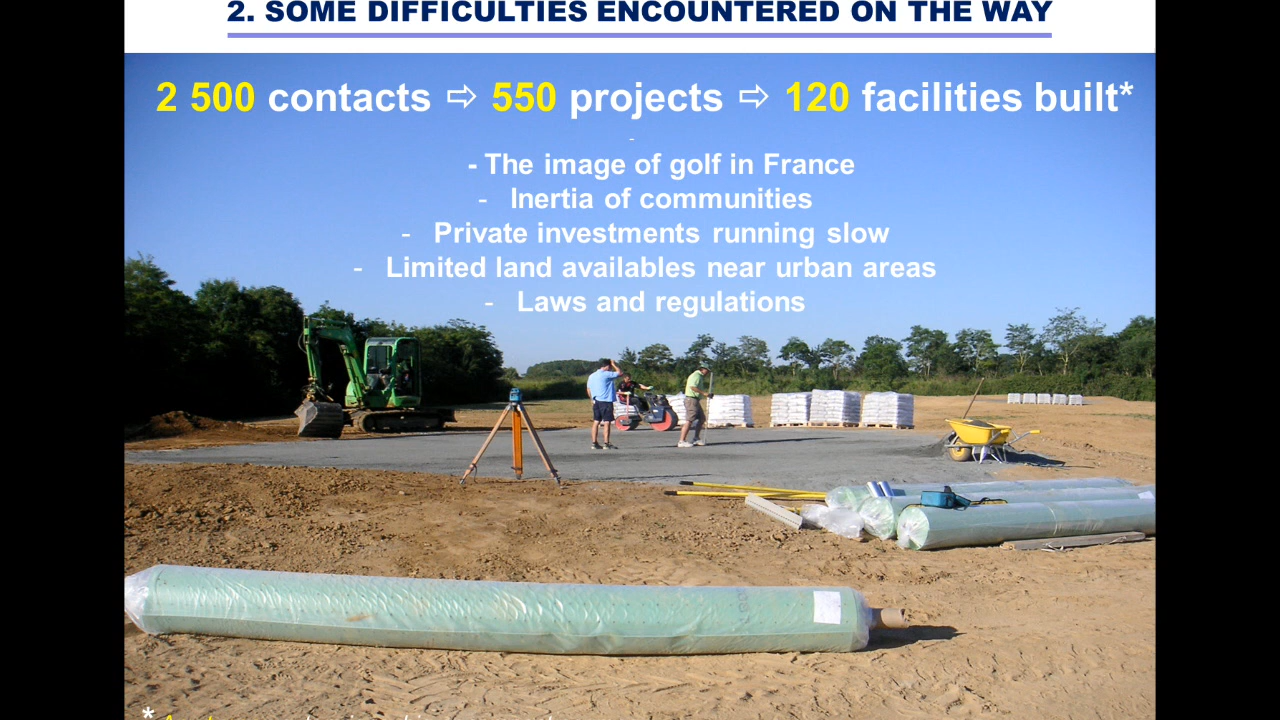 2. SOME DIFFICULTIES ENCOUNTERED ON THE WAY
2 500 contacts ⇨ 550 projects ⇨ 120 facilities built*
-
- The image of golf in France
- Inertia of communities
- Private investments running slow
- Limited land availables near urban areas
- Laws and regulations
*